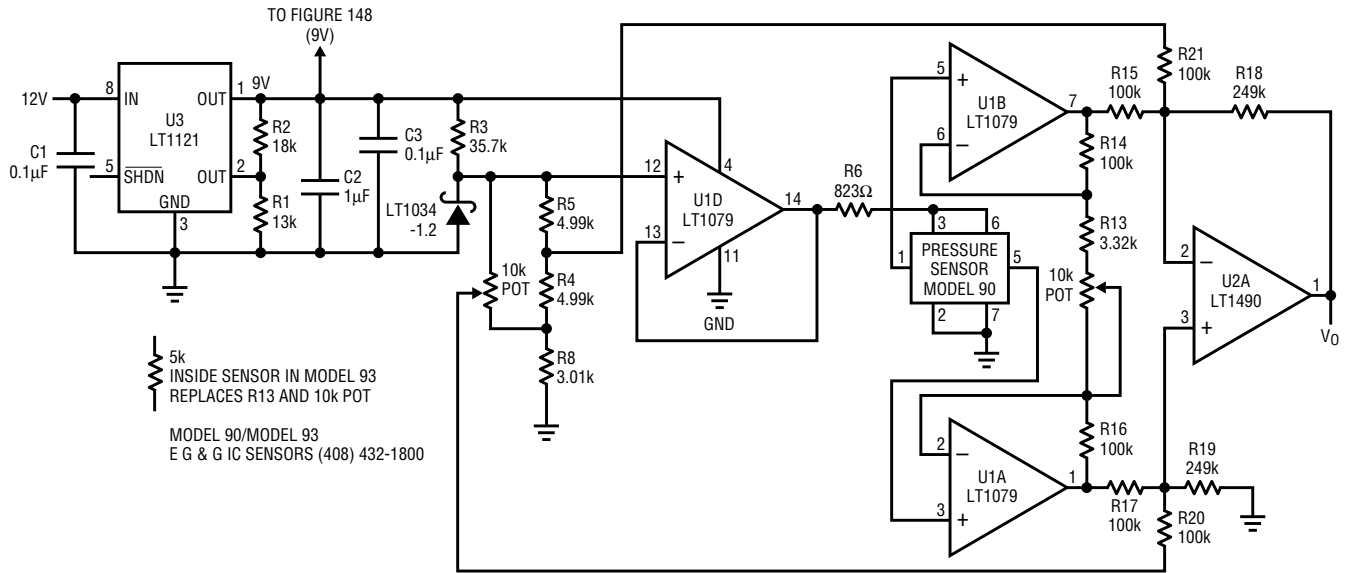 TO FIGURE 148
(9V)
12V
8
IN
OUT
1
9V
U3
LT1121
5
SHDN
OUT
2
GND
3
C1
0.1µF
R2
18k
R1
13k
C2
1µF
C3
0.1µF
R3
35.7k
LT1034
-1.2
10k
POT
R5
4.99k
R4
4.99k
R8
3.01k
12
+
13
–
4
U1D
LT1079
14
11
GND
R6
823Ω
3
6
1
PRESSURE
SENSOR
MODEL 90
5
2
7
5
+
6
–
U1B
LT1079
7
R15
100k
R14
100k
R13
3.32k
10k
POT
R21
100k
R18
249k
2
–
3
+
U2A
LT1490
1
VO
2
–
3
+
U1A
LT1079
1
R16
100k
R17
100k
R19
249k
R20
100k
5k
INSIDE SENSOR IN MODEL 93
REPLACES R13 AND 10k POT
MODEL 90/MODEL 93
E G & G IC SENSORS (408) 432-1800